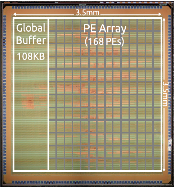 3.5mm
Global
Buffer
108KB
PE Array
(168 PEs)
3.5mm